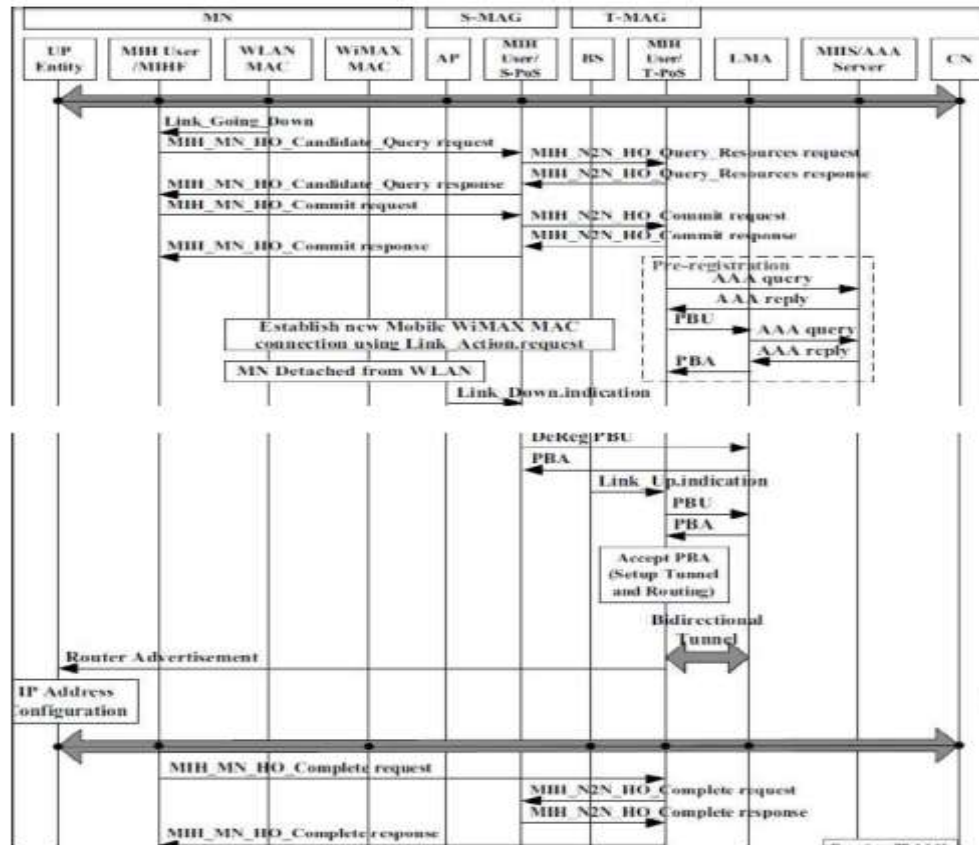 MN
S-MAG
T-MAG
UP
Entity
MIH User
/MIHF
WLAN
MAC
WiMAX
MAC
AP
MIH
User/
S-PoS
BS
MIH
User/
T-PoS
LMA
MIIS/AAA
Server
CN
Link_Going_Down
MIH_MN_HO_Candidate_Query request
MIH_N2N_HO_Query_Resources request
MIH_N2N_HO_Query_Resources response
MIH_MN_HO_Candidate_Query response
MIH_MN_HO_Commit request
MIH_N2N_HO_Commit request
MIH_N2N_HO_Commit response
MIH_MN_HO_Commit response
Pre-registration
AAA query
AAA reply
PBU
AAA query
AAA reply
PBA
Establish new Mobile WiMAX MAC
connection using Link_Action.request
MN Detached from WLAN
Link_Down.indication
DeReg PBU
PBA
Link_Up.indication
PBU
PBA
Accept PBA
(Setup Tunnel
and Routing)
Bidirectional
Tunnel
Router Advertisement
IP Address
Configuration
MIH_MN_HO_Complete request
MIH_N2N_HO_Complete request
MIH_N2N_HO_Complete response
MIH_MN_HO_Complete response